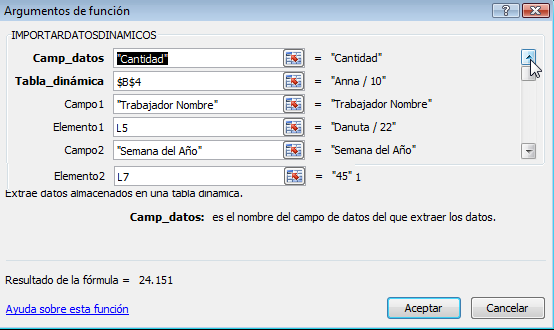 Argumentos de función
IMPORTARDATOSDINAMICOS
Camp_datos "Cantidad" = "Cantidad"
Tabla_dinámica $B$4 = "Anna / 10"
Campo1 "Trabajador Nombre" = "Trabajador Nombre"
Elemento1 L5 = "Danuta / 22"
Campo2 "Semana del Año" = "Semana del Año"
Elemento2 L7 = "45" 1
Extrae datos almacenados en una tabla dinámica.
Camp_datos: es el nombre del campo de datos del que extraer los datos.
Resultado de la fórmula = 24.151
Ayuda sobre esta función
Aceptar Cancelar